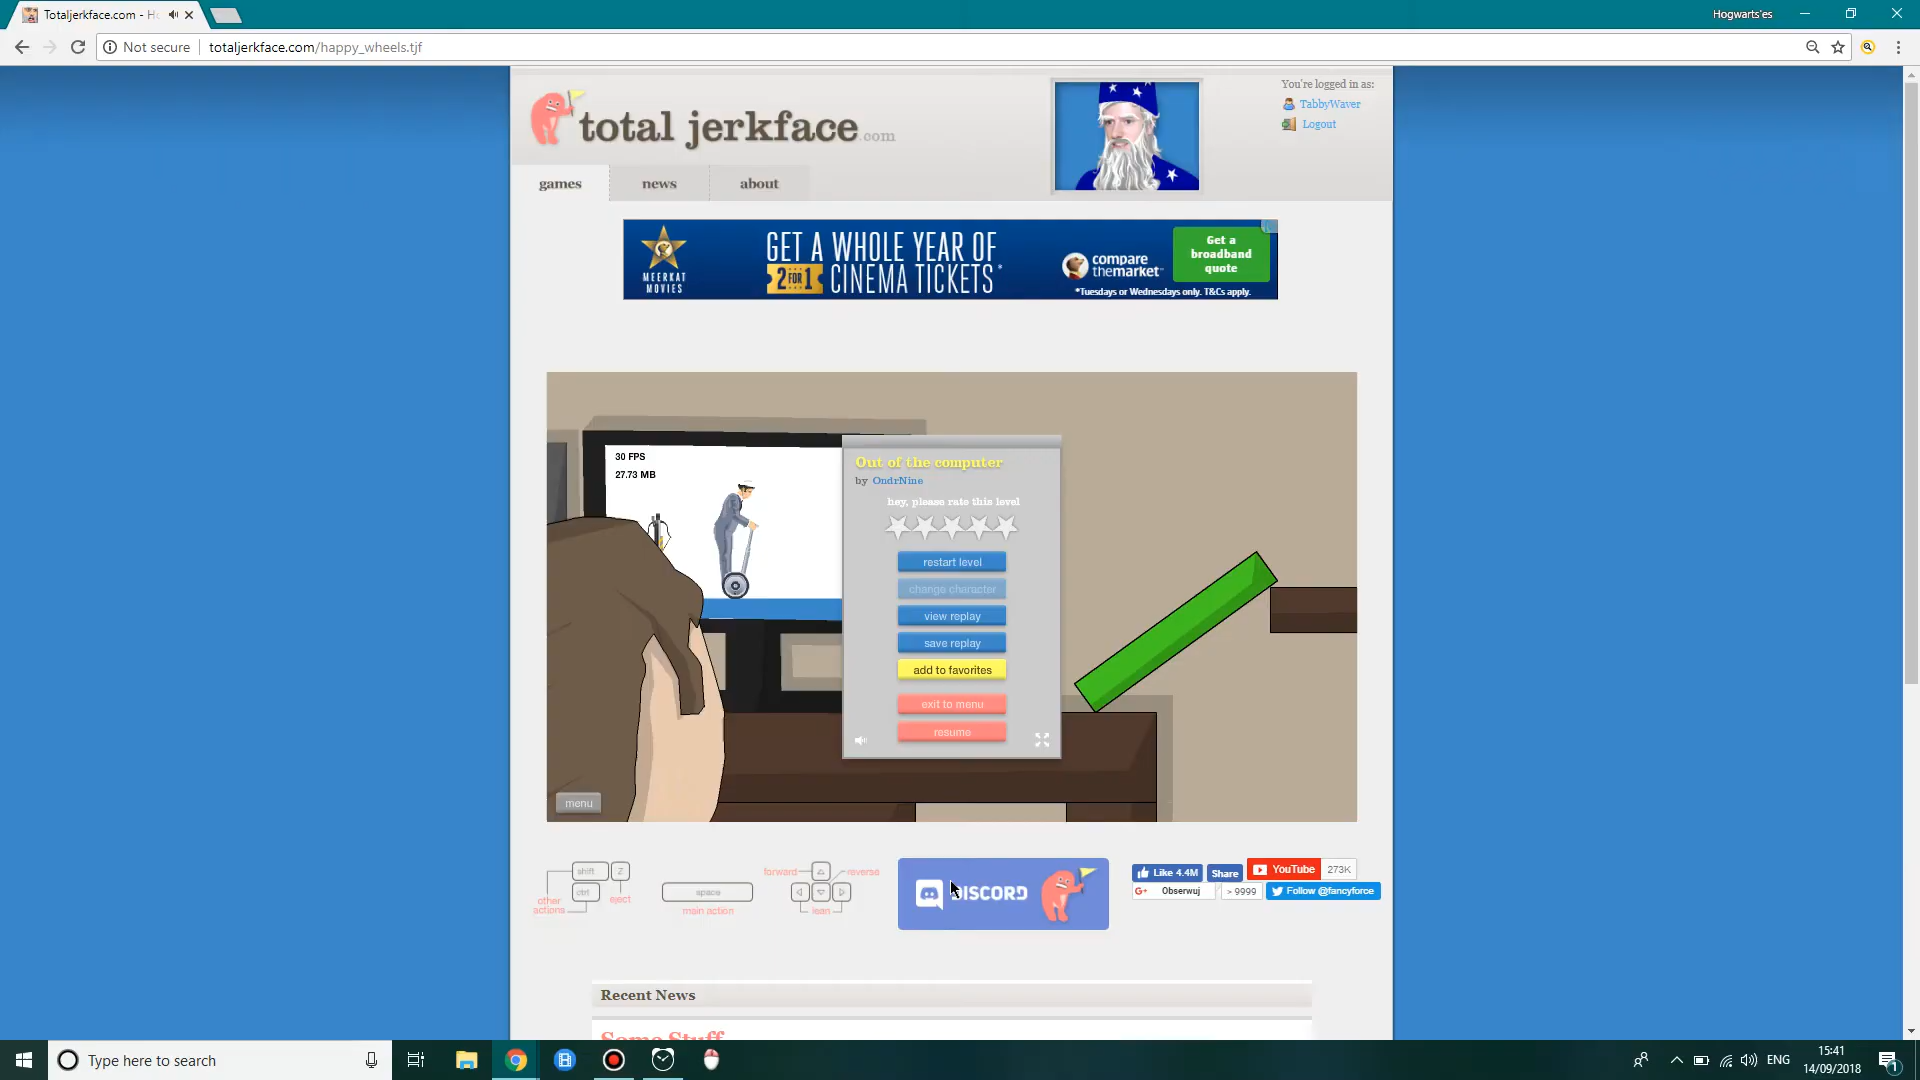 Totaljerkface.com - H
Hogwarts'es
Not secure
totaljerkface.com/happy_wheels.tjf
total jerkface.com
You're logged in as:
TabbyWaver
Logout
games
news
about
MEERKAT
MOVIES
GET A WHOLE YEAR OF
2 FOR 1 CINEMA TICKETS*
compare
themarket
Get a
broadband
quote
*Tuesdays or Wednesdays only. T&Cs apply.
30 FPS
27.73 MB
Out of the computer
by OndrNine
hey, please rate this level
restart level
change character
view replay
save replay
add to favorites
exit to menu
resume
menu
shift
Z
ctrl
other
actions
eject
space
main action
forward
reverse
lean
DISCORD
Like 4.4M
Share
YouTube
273K
G+
Obserwuj
> 9999
Follow @fancyforce
Recent News
Some Stuff
Type here to search
ENG
15:41
14/09/2018
1